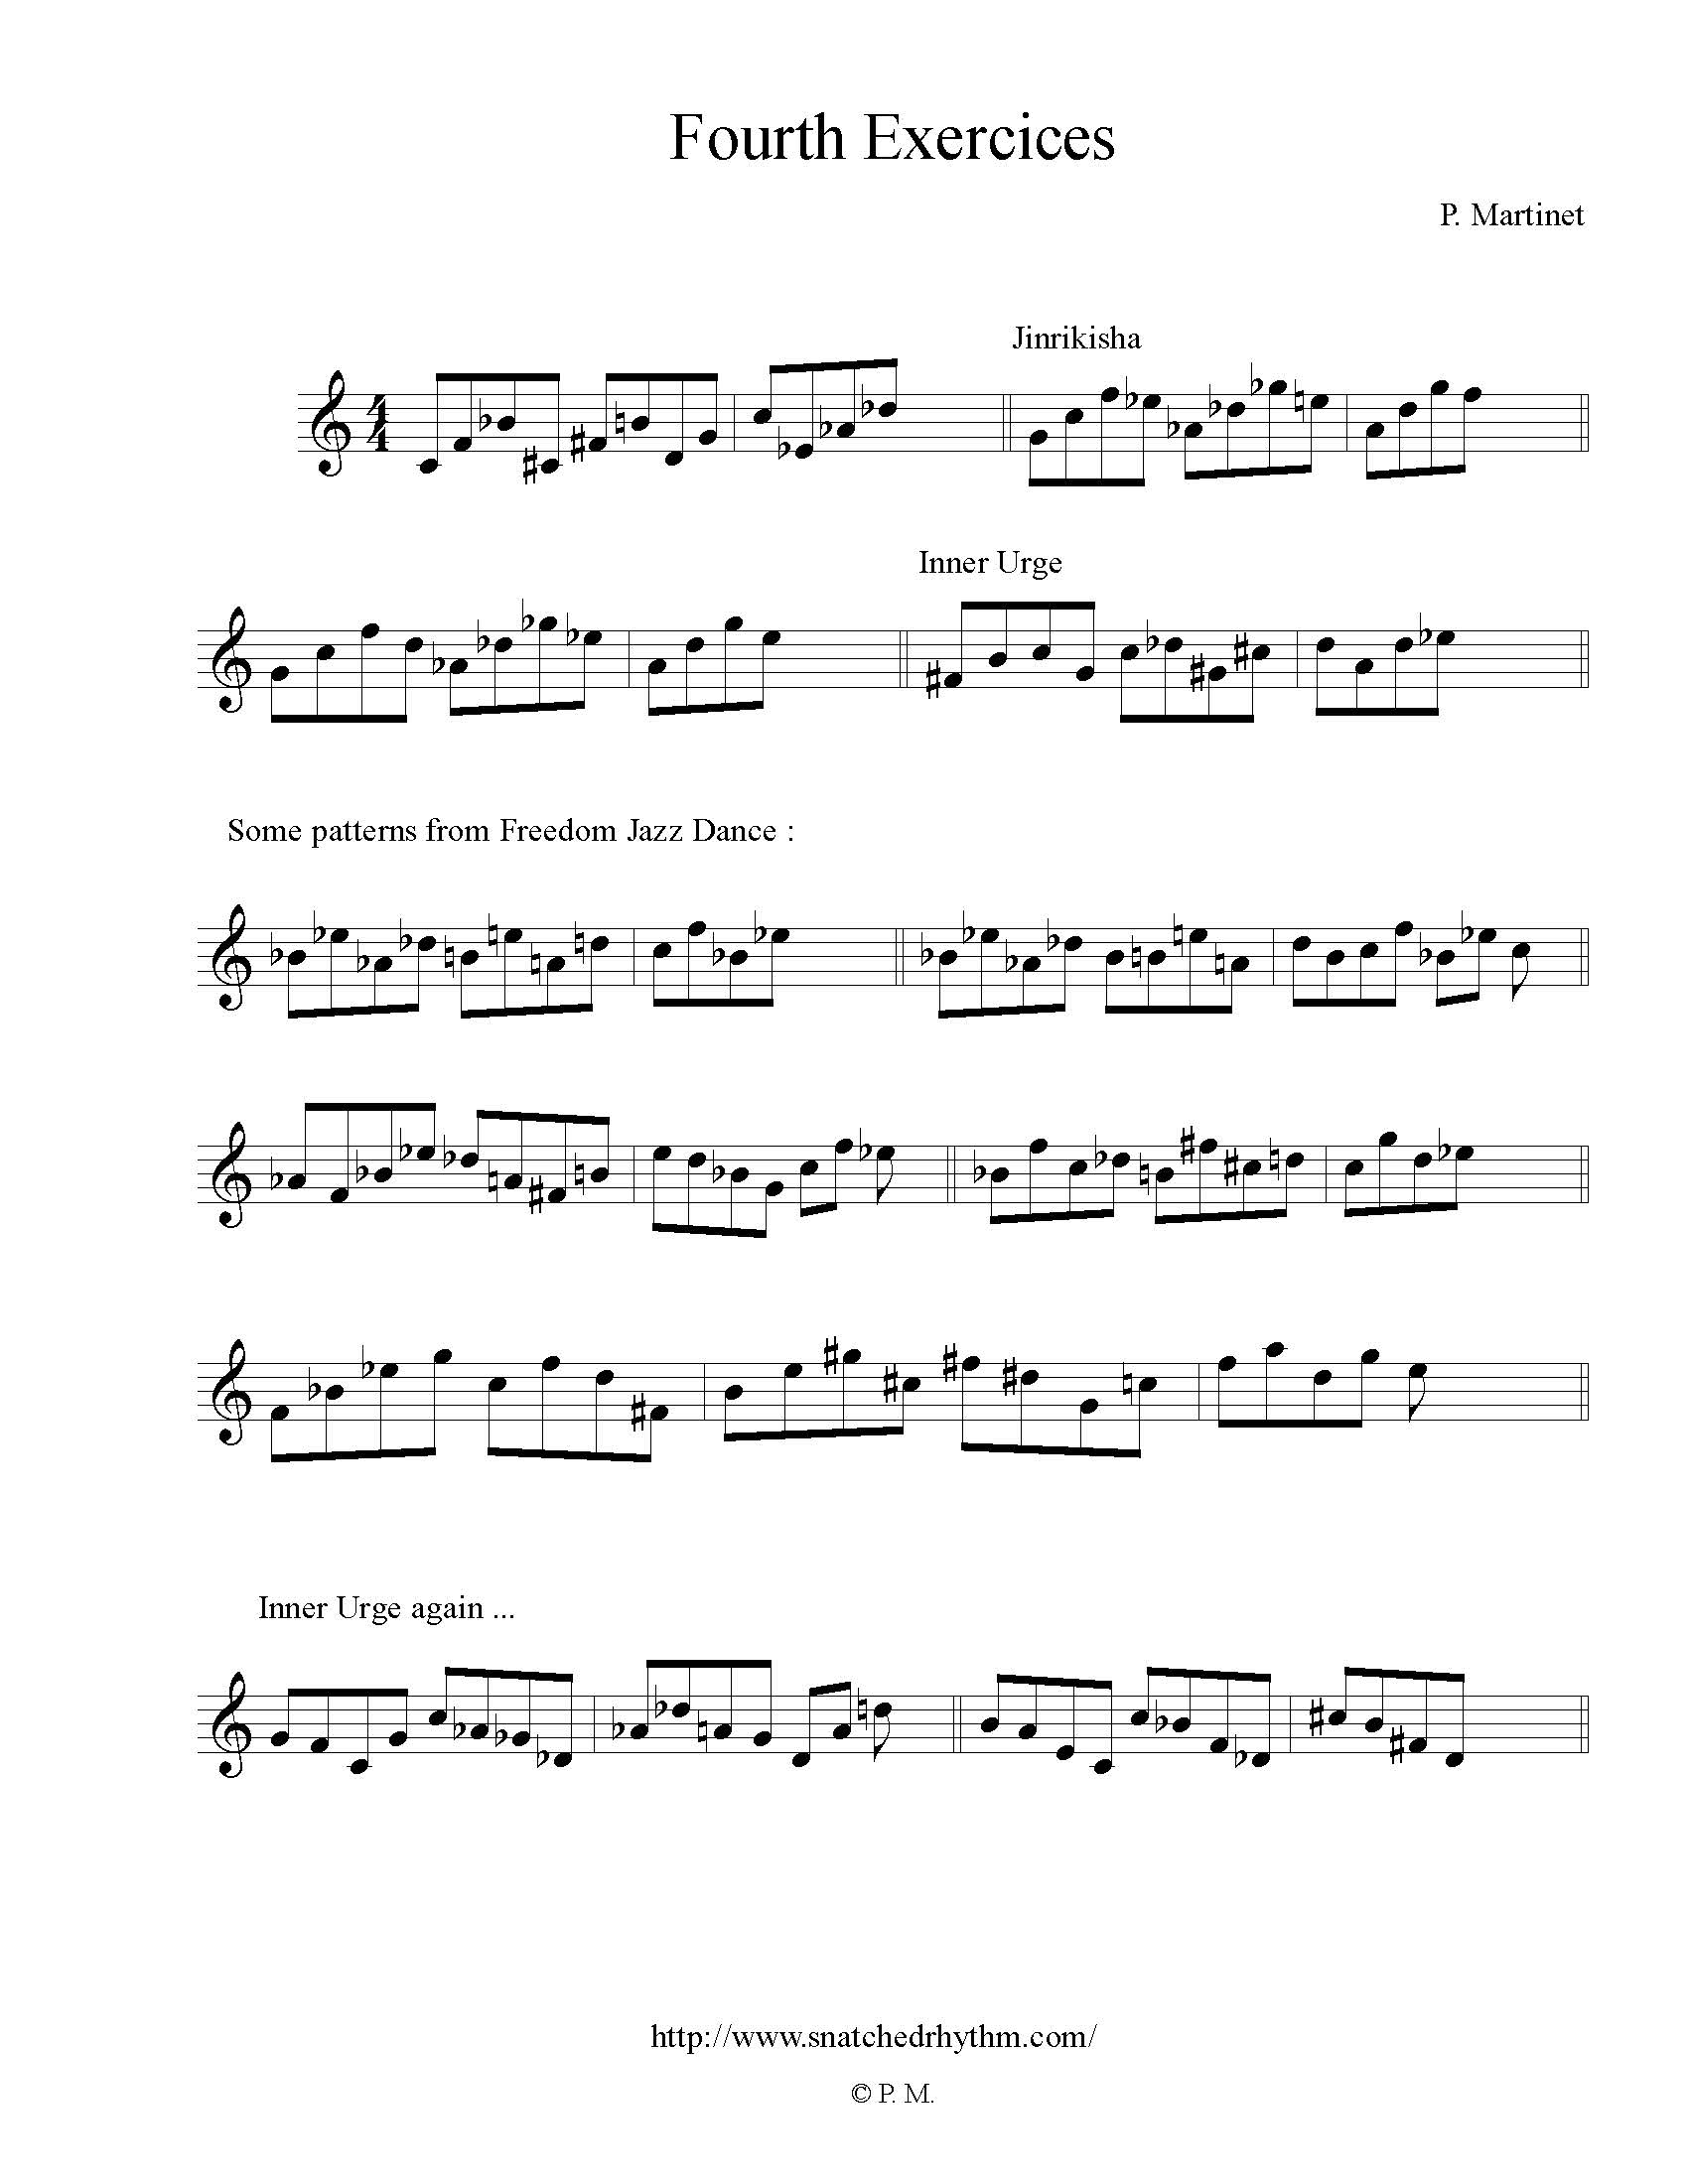 Fourth Exercices
P. Martinet
Jinrikisha
4
4
Inner Urge
Some patterns from Freedom Jazz Dance :
Inner Urge again ...
http://www.snatchedrhythm.com/
© P. M.